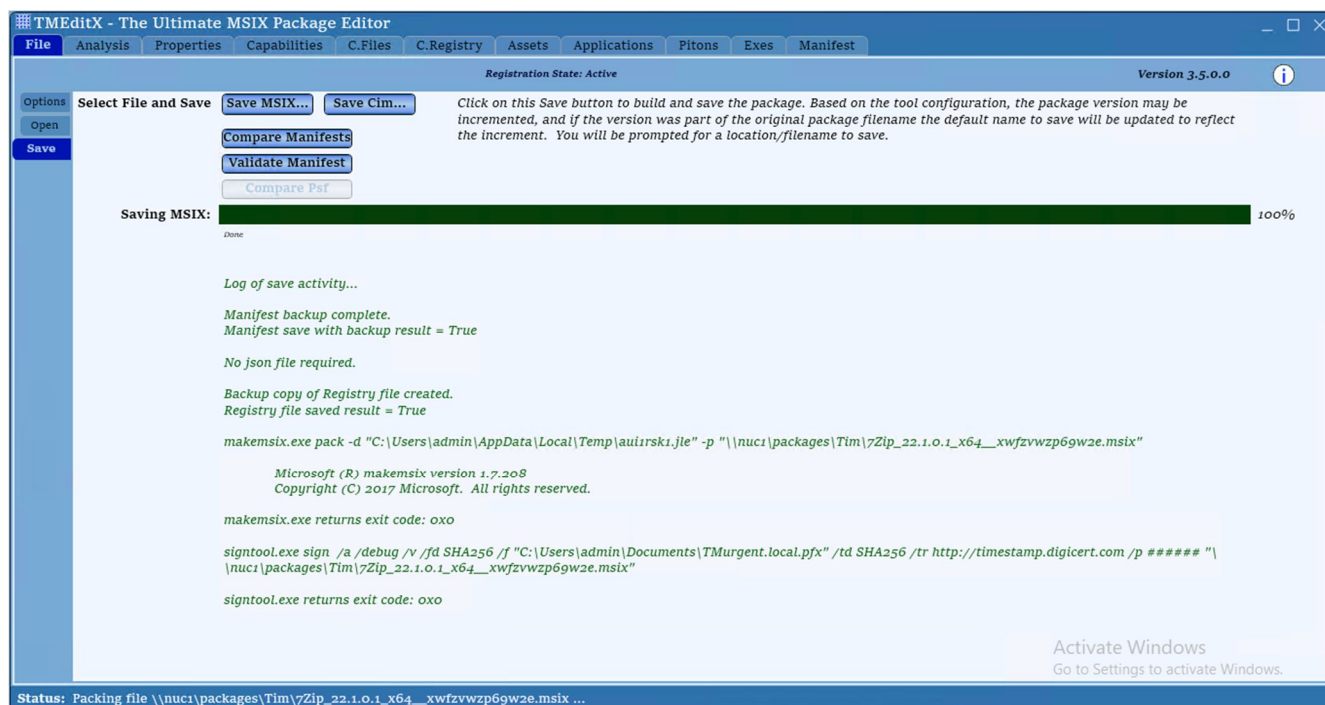 TMEditX - The Ultimate MSIX Package Editor
File Analysis Properties Capabilities C.Files C.Registry Assets Applications Pitons Exes Manifest
Registration State: Active Version 3.5.0.0
Options
Open
Save
Select File and Save Save MSIX... Save Cim...
Compare Manifests
Validate Manifest
Compare Psf
Click on this Save button to build and save the package. Based on the tool configuration, the package version may be
incremented, and if the version was part of the original package filename the default name to save will be updated to reflect
the increment. You will be prompted for a location/filename to save.
Saving MSIX: 100%
Done
Log of save activity...
Manifest backup complete.
Manifest save with backup result = True
No json file required.
Backup copy of Registry file created.
Registry file saved result = True
makemsix.exe pack -d "C:\Users\admin\AppData\Local\Temp\aui1rsk1.jle" -p "\\nuc1\packages\Tim\7Zip_22.1.0.1_x64__xwfzvwzp69w2e.msix"
Microsoft (R) makemsix version 1.7.208
Copyright (C) 2017 Microsoft. All rights reserved.
makemsix.exe returns exit code: 0x0
signtool.exe sign /a /debug /v /fd SHA256 /f "C:\Users\admin\Documents\TMurgent.local.pfx" /td SHA256 /tr http://timestamp.digicert.com /p ###### "\
\nuc1\packages\Tim\7Zip_22.1.0.1_x64__xwfzvwzp69w2e.msix"
signtool.exe returns exit code: 0x0
Activate Windows
Go to Settings to activate Windows.
Status: Packing file \\nuc1\packages\Tim\7Zip_22.1.0.1_x64__xwfzvwzp69w2e.msix ...